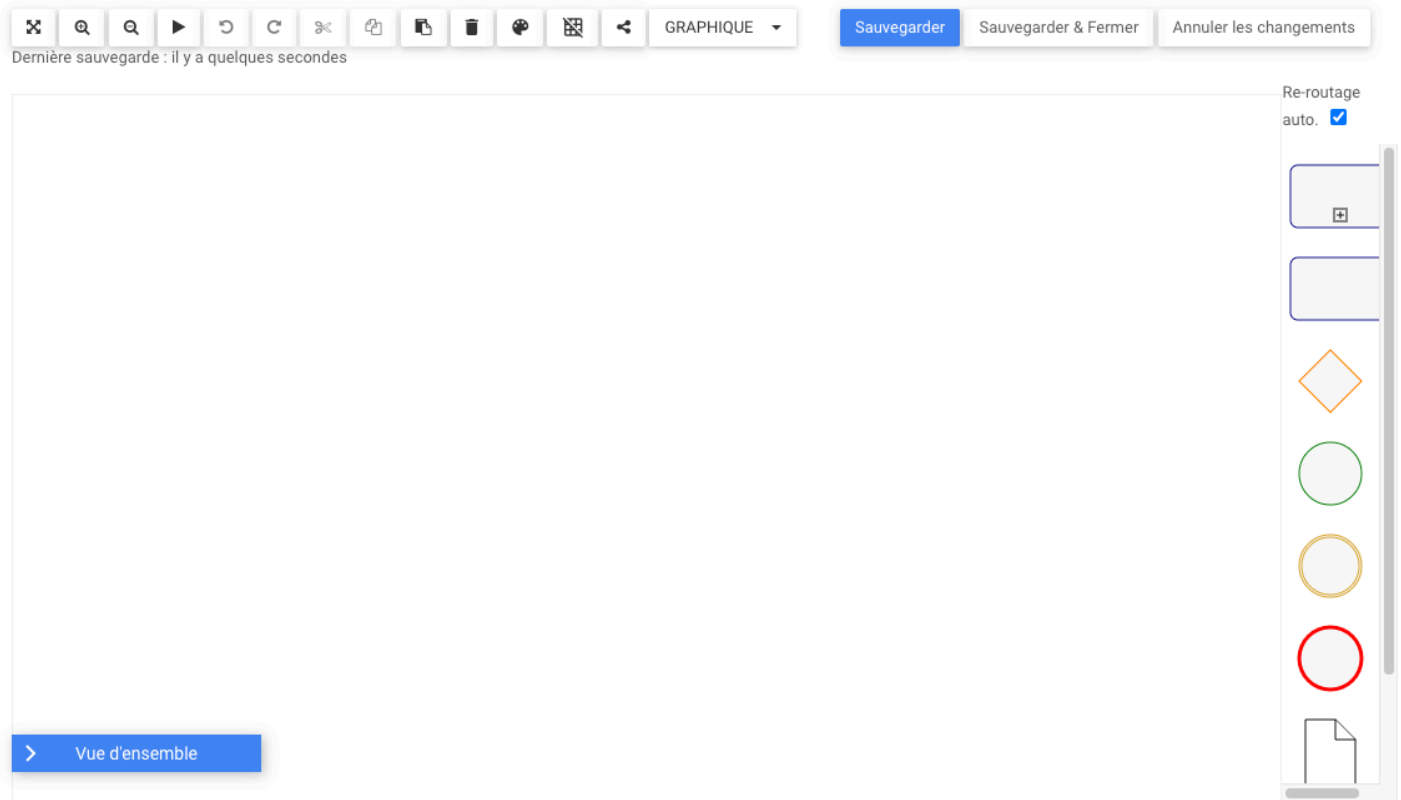 GRAPHIQUE
Sauvegarder
Sauvegarder & Fermer
Annuler les changements
Dernière sauvegarde : il y a quelques secondes
Re-routage
auto.
Vue d'ensemble